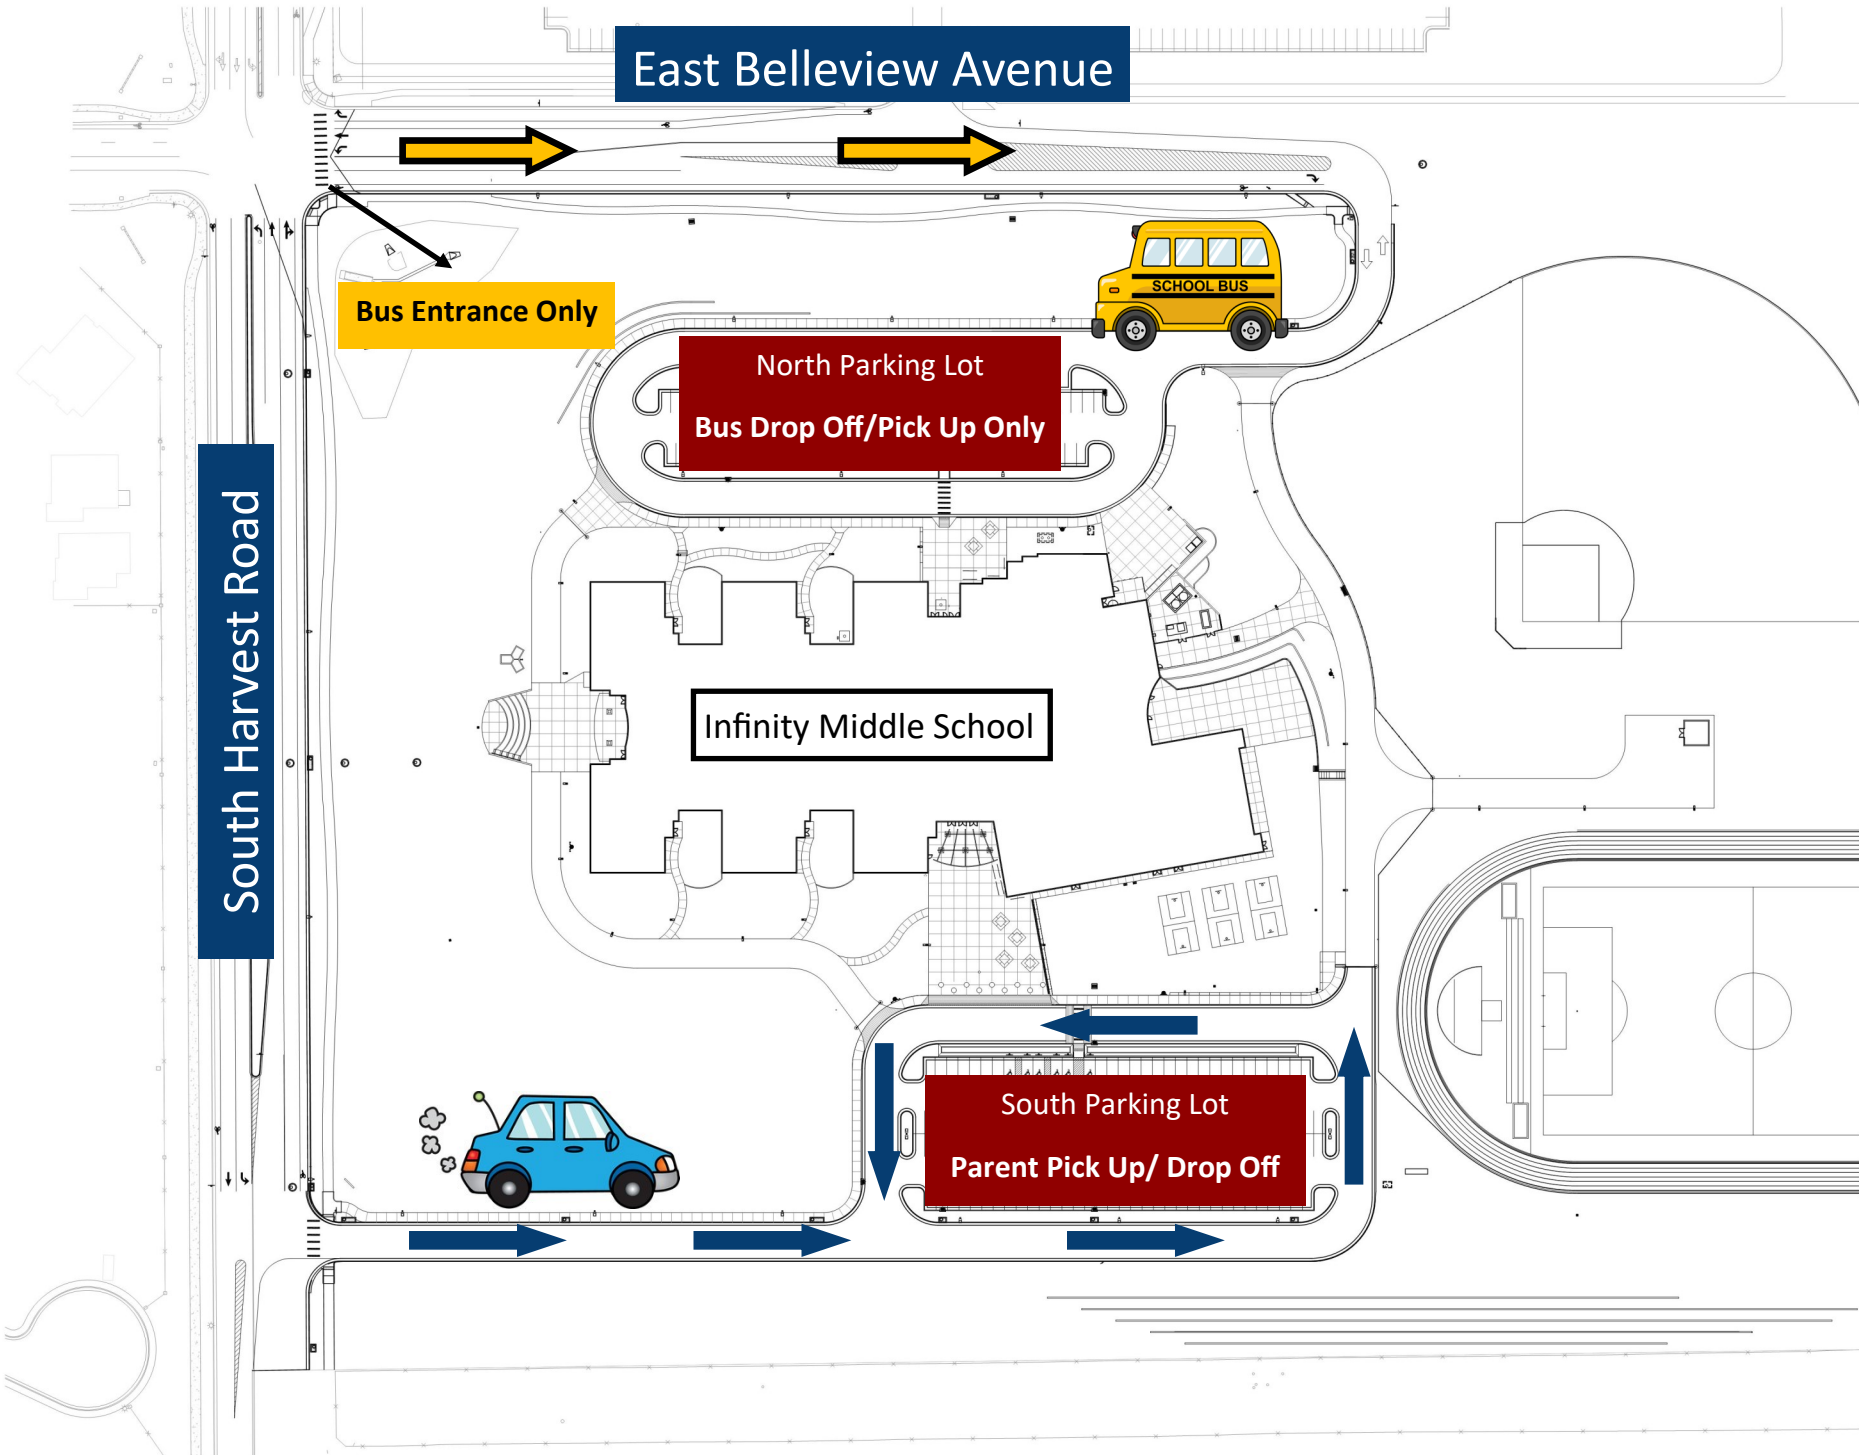 East Belleview Avenue
SCHOOL BUS
Bus Entrance Only
North Parking Lot
Bus Drop Off/Pick Up Only
South Harvest Road
Infinity Middle School
South Parking Lot
Parent Pick Up/ Drop Off